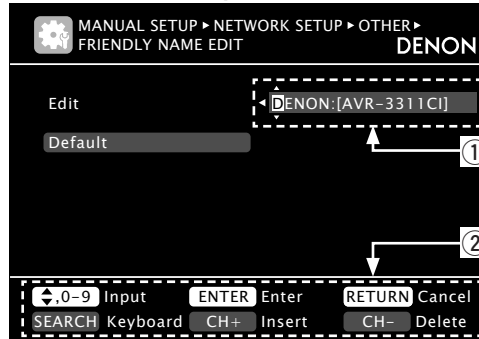 MANUAL SETUP ▸ NETWORK SETUP ▸ OTHER ▸
FRIENDLY NAME EDIT
DENON
Edit
DENON:[AVR-3311CI]
Default
①
②
,0-9 Input ENTER Enter RETURN Cancel
SEARCH Keyboard CH+ Insert CH- Delete